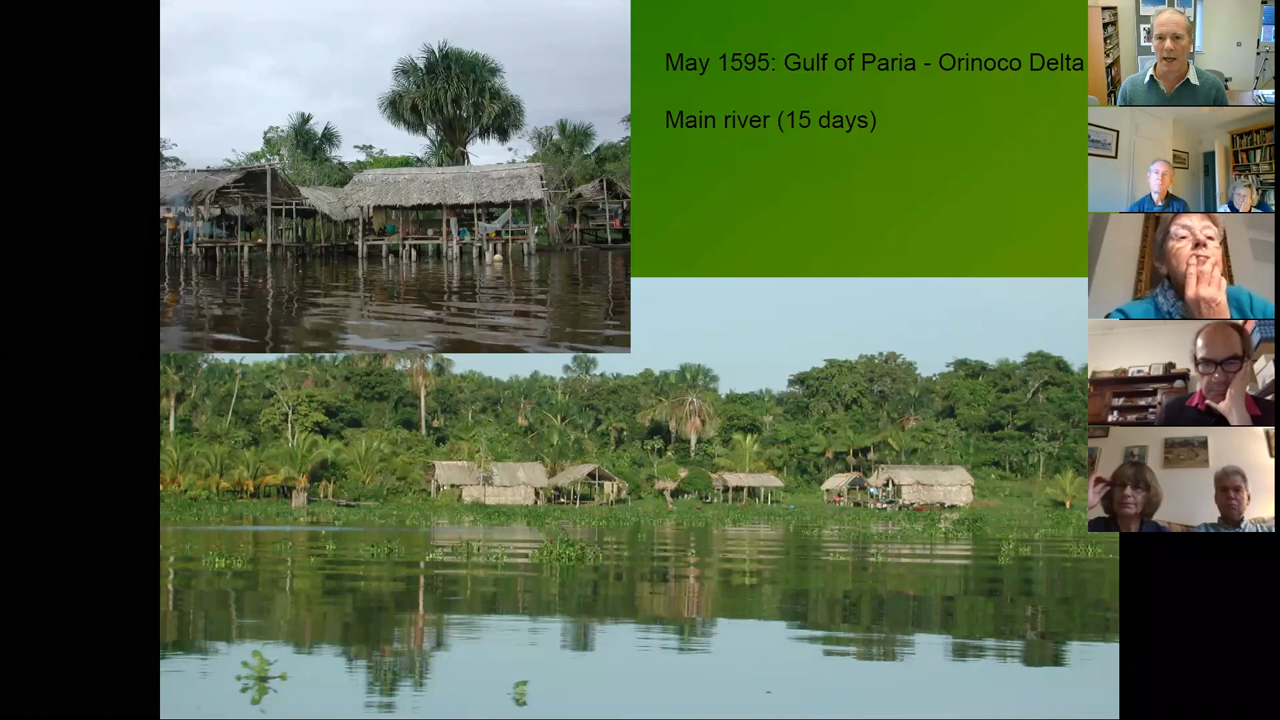 May 1595: Gulf of Paria - Orinoco Delta
Main river (15 days)